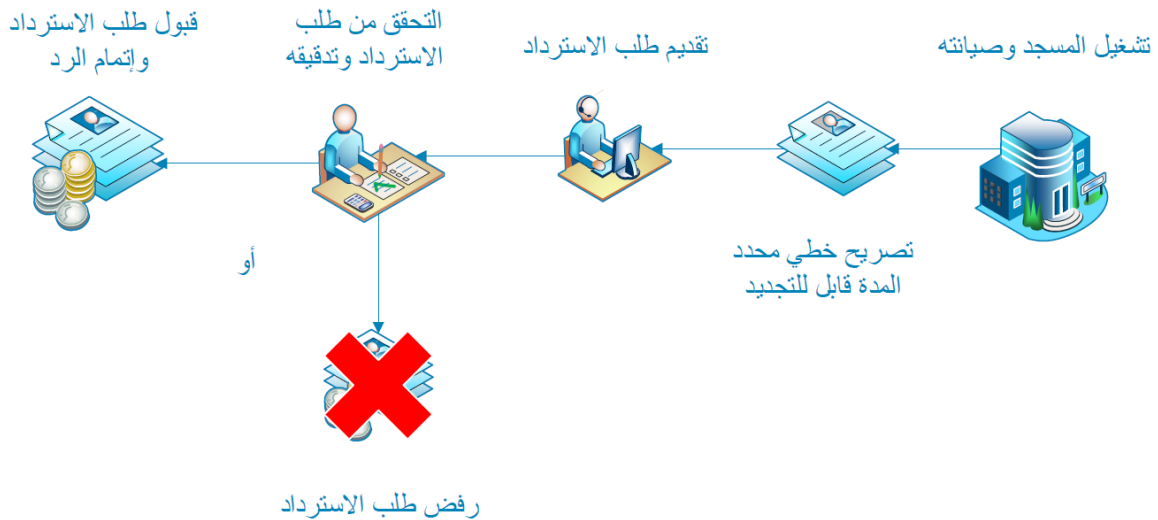 تشغيل المسجد وصيانته
تصريح خطي محدد
المدة قابل للتجديد
تقديم طلب الاسترداد
التحقق من طلب
الاسترداد وتدقيقه
قبول طلب الاسترداد
وإتمام الرد
أو
رفض طلب الاسترداد